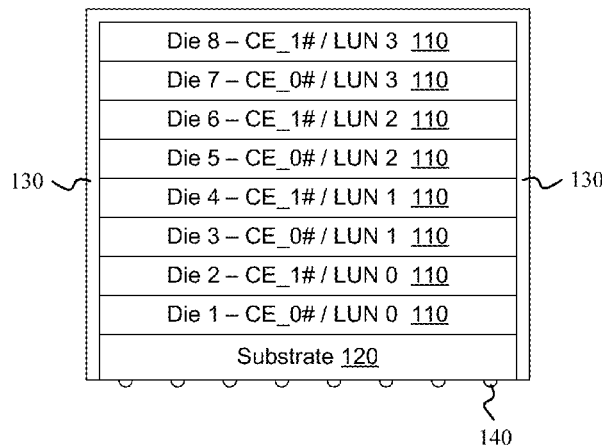 Die 8 – CE_1# / LUN 3 110
Die 7 – CE_0# / LUN 3 110
Die 6 – CE_1# / LUN 2 110
Die 5 – CE_0# / LUN 2 110
130
130
Die 4 – CE_1# / LUN 1 110
Die 3 – CE_0# / LUN 1 110
Die 2 – CE_1# / LUN 0 110
Die 1 – CE_0# / LUN 0 110
Substrate 120
140